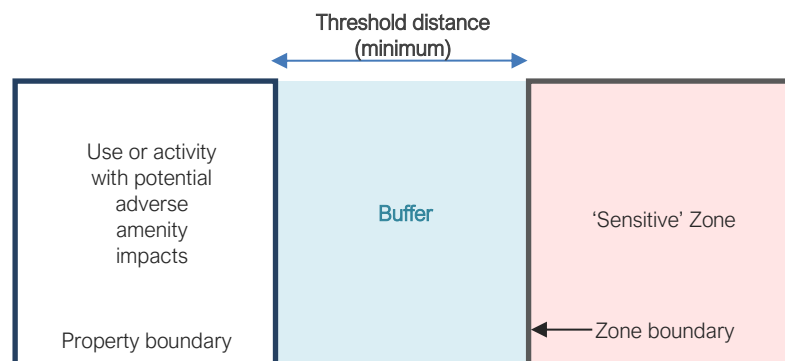 Threshold distance
(minimum)
Use or activity
with potential
adverse
amenity
impacts
Buffer
‘Sensitive’ Zone
Property boundary
Zone boundary